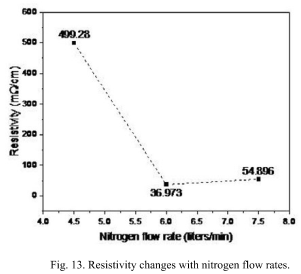 600
500
400
300
200
100
0
499.28
36.973
54.896
Resistivity (mΩ/cm)
4.0 4.5 5.0 5.5 6.0 6.5 7.0 7.5 8.0
Nitrogen flow rate (liters/min)
Fig. 13. Resistivity changes with nitrogen flow rates.